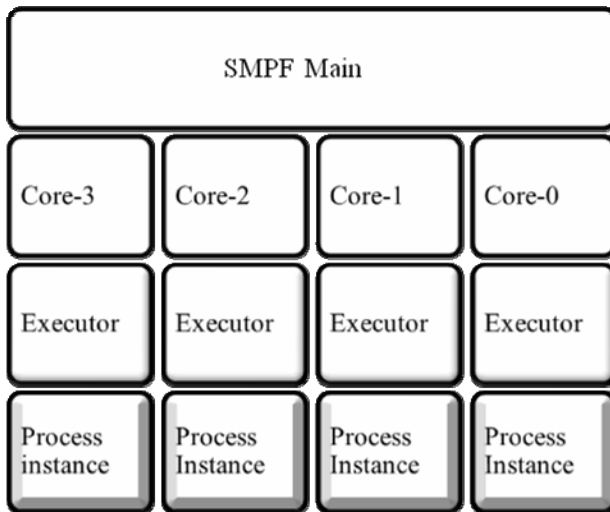 SMPF Main
Core-3
Core-2
Core-1
Core-0
Executor
Executor
Executor
Executor
Process
instance
Process
Instance
Process
Instance
Process
Instance